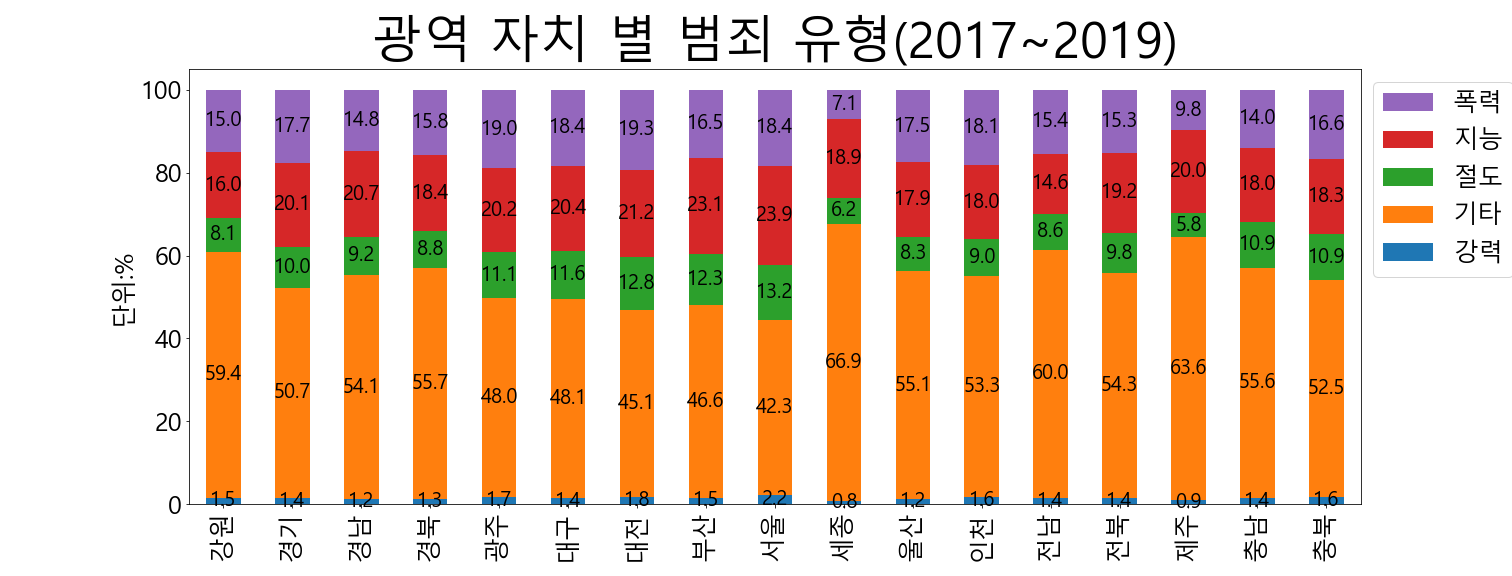 광역 자치 별 범죄 유형(2017~2019)
단위:%
100
80
60
40
20
0
15.0 17.7 14.8 15.8 19.0 18.4 19.3 16.5 18.4 7.1 17.5 18.1 15.4 15.3 9.8 14.0 16.6
16.0 20.1 20.7 18.4 20.2 20.4 21.2 23.1 23.9 18.9 17.9 18.0 14.6 19.2 20.0 18.0 18.3
8.1 10.0 9.2 8.8 11.1 11.6 12.8 12.3 13.2 6.2 8.3 9.0 8.6 9.8 5.8 10.9 10.9
59.4 50.7 54.1 55.7 48.0 48.1 45.1 46.6 42.3 66.9 55.1 53.3 60.0 54.3 63.6 55.6 52.5
1.5 1.4 1.2 1.3 1.7 1.4 1.8 1.5 2.2 0.8 1.2 1.6 1.4 1.4 0.9 1.4 1.6
강원 경기 경남 경북 광주 대구 대전 부산 서울 세종 울산 인천 전남 전북 제주 충남 충북
폭력
지능
절도
기타
강력